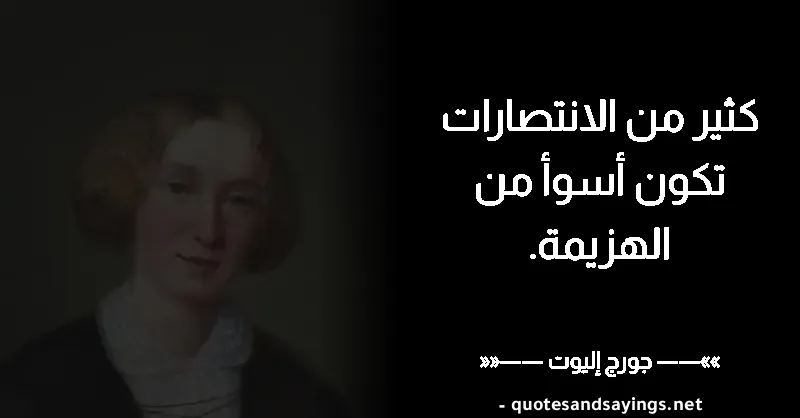 كثير من الانتصارات
تكون أسوأ من
الهزيمة.
»»—— جورج إليوت ——««
- quotesandsayings.net